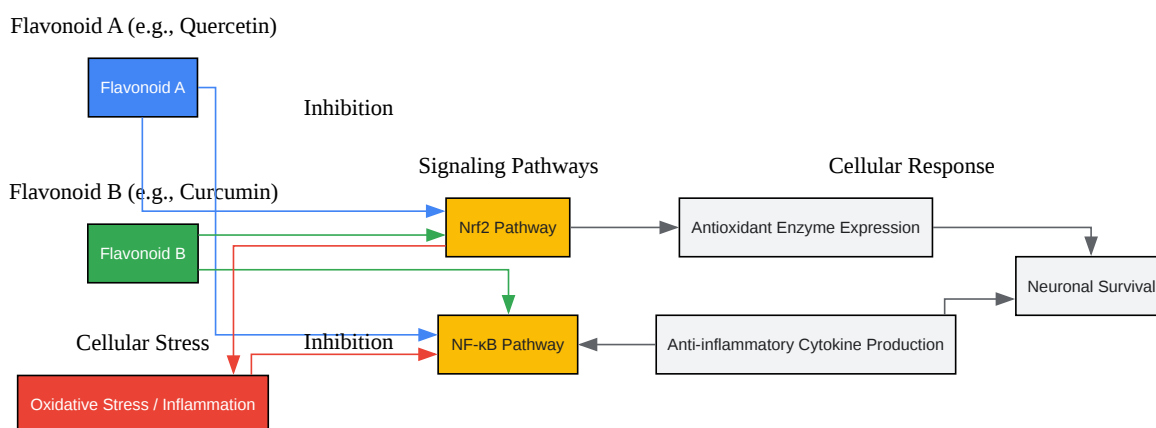 Flavonoid A (e.g., Quercetin)
Flavonoid A
Inhibition
Signaling Pathways
Cellular Response
Flavonoid B (e.g., Curcumin)
Nrf2 Pathway
Antioxidant Enzyme Expression
Flavonoid B
Neuronal Survival
Cellular Stress
Inhibition
NF-κB Pathway
Anti-inflammatory Cytokine Production
Oxidative Stress / Inflammation